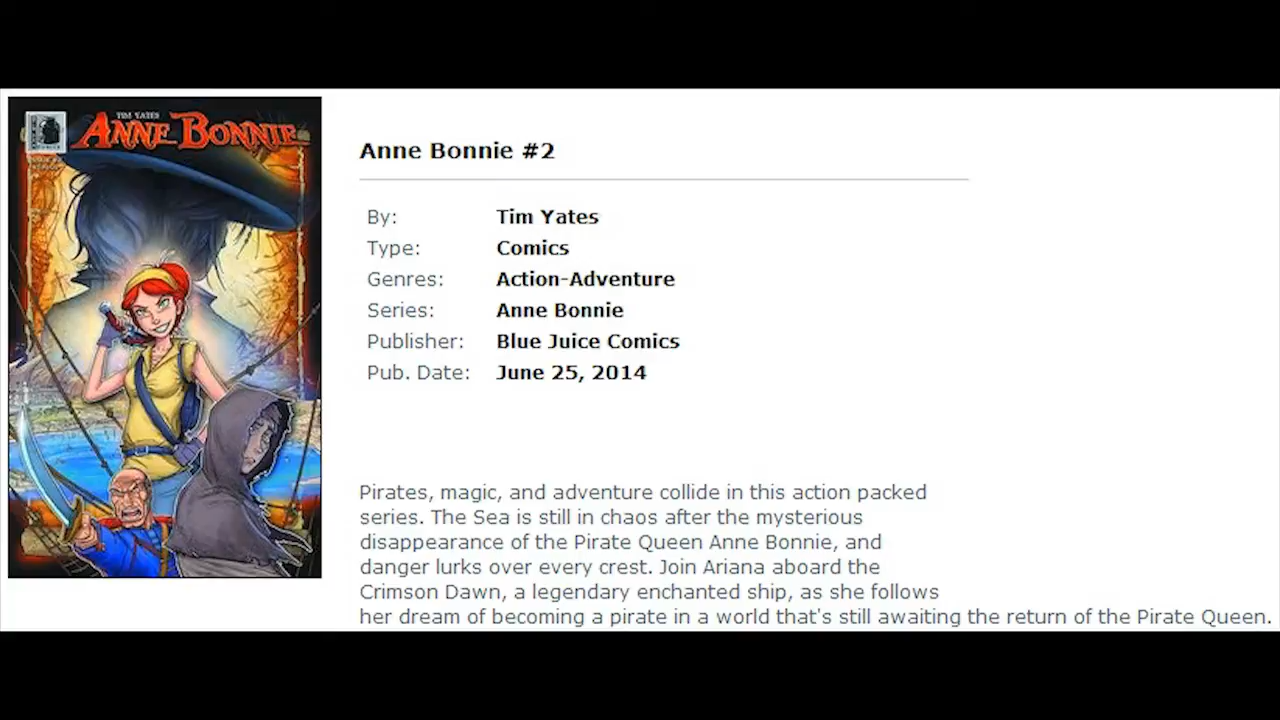 TIM YATES
ANNE BONNIE
Anne Bonnie #2
By: Tim Yates
Type: Comics
Genres: Action-Adventure
Series: Anne Bonnie
Publisher: Blue Juice Comics
Pub. Date: June 25, 2014
Pirates, magic, and adventure collide in this action packed
series. The Sea is still in chaos after the mysterious
disappearance of the Pirate Queen Anne Bonnie, and
danger lurks over every crest. Join Ariana aboard the
Crimson Dawn, a legendary enchanted ship, as she follows
her dream of becoming a pirate in a world that's still awaiting the return of the Pirate Queen.